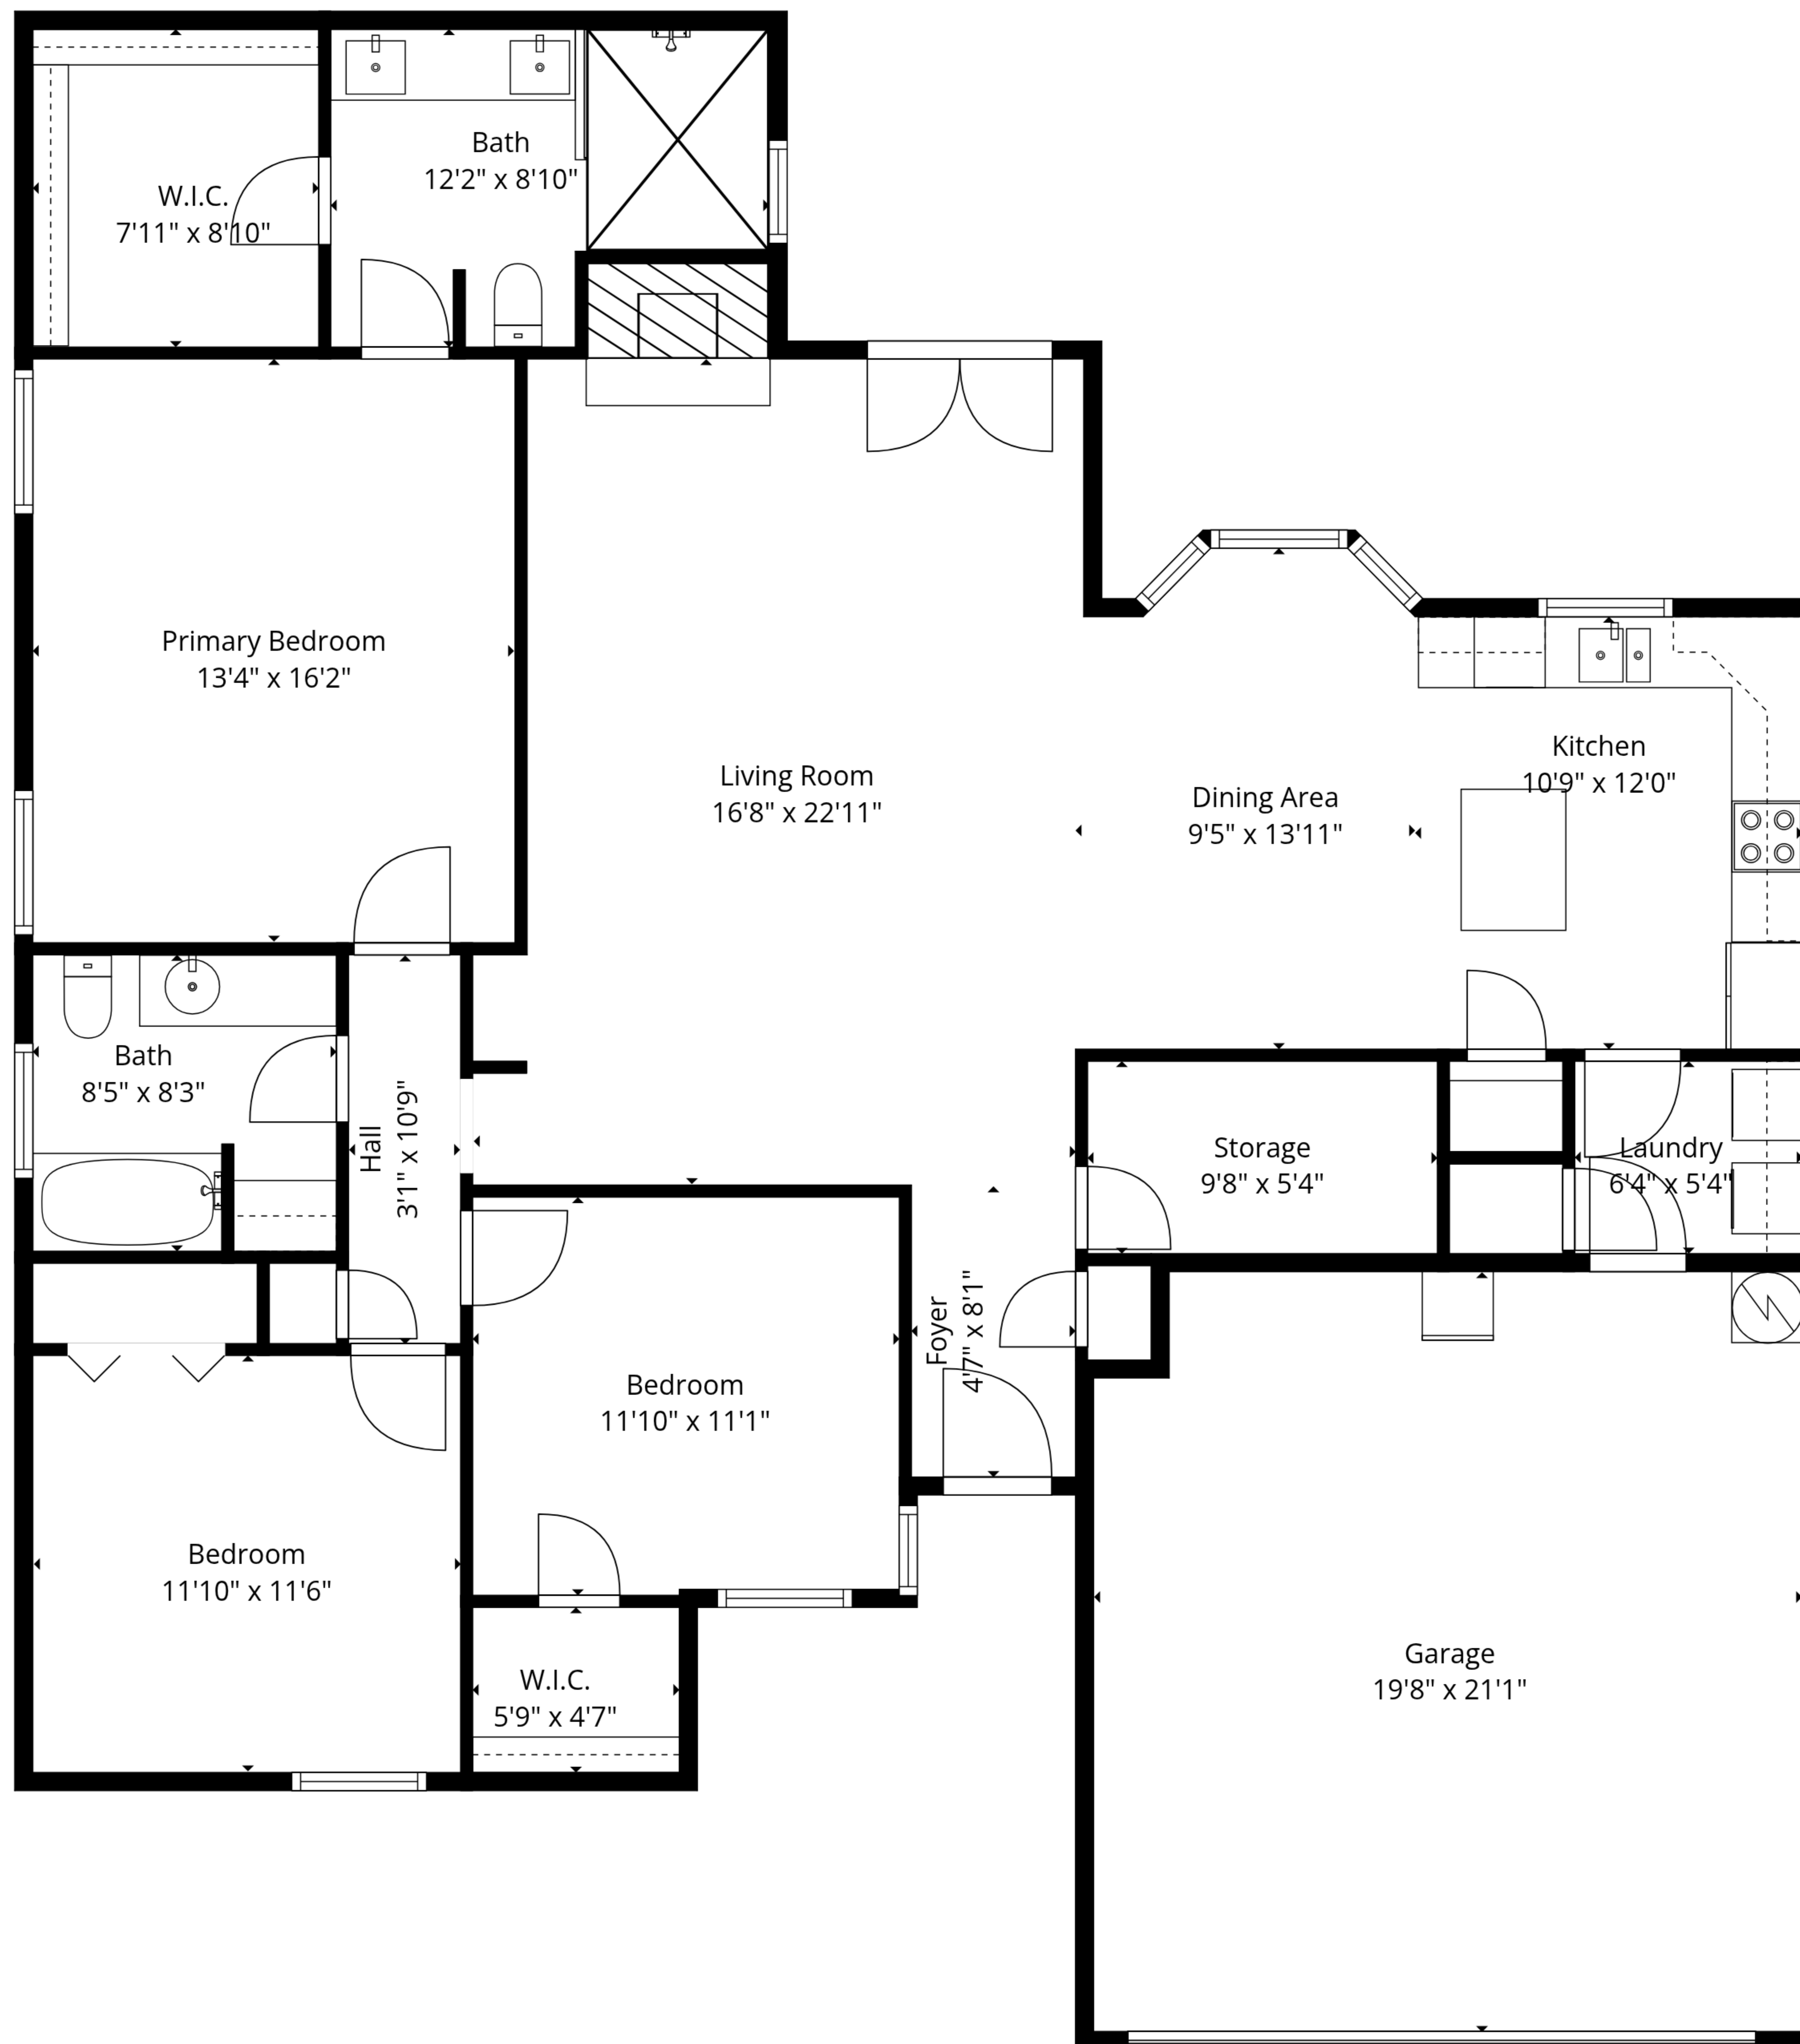 Bath
12'2" x 8'10"
W.I.C.
7'11" x 8'10"
Primary Bedroom
13'4" x 16'2"
Living Room
16'8" x 22'11"
Dining Area
9'5" x 13'11"
Kitchen
10'9" x 12'0"
Bath
8'5" x 8'3"
Hall
3'1" x 10'9"
Storage
9'8" x 5'4"
Laundry
6'4" x 5'4"
Foyer
4'7" x 8'1"
Bedroom
11'10" x 11'1"
Bedroom
11'10" x 11'6"
W.I.C.
5'9" x 4'7"
Garage
19'8" x 21'1"